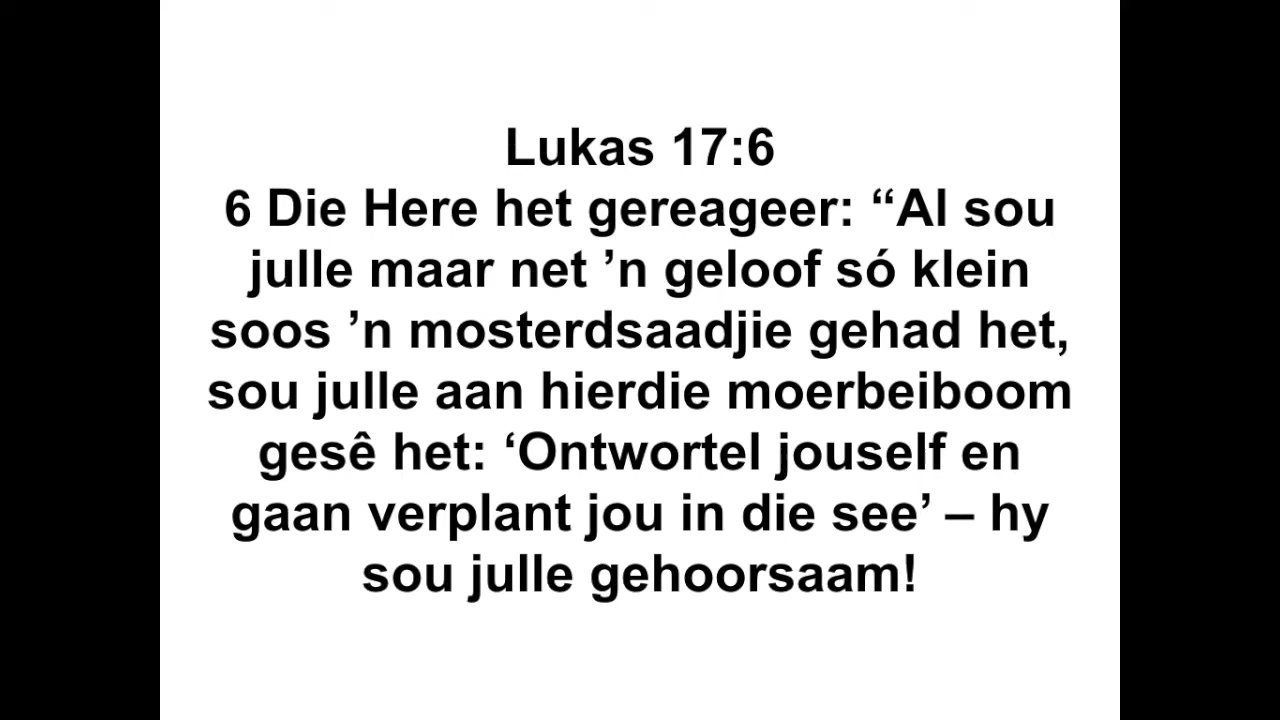 Lukas 17:6
6 Die Here het gereageer: “Al sou
julle maar net ’n geloof só klein
soos ’n mosterdsaadjie gehad het,
sou julle aan hierdie moerbeiboom
gesê het: ‘Ontwortel jouself en
gaan verplant jou in die see’ – hy
sou julle gehoorsaam!